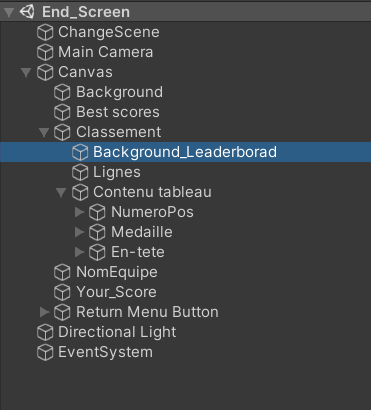 End_Screen
ChangeScene
Main Camera
Canvas
Background
Best scores
Classement
Background_Leaderborad
Lignes
Contenu tableau
NumeroPos
Medaille
En-tete
NomEquipe
Your_Score
Return Menu Button
Directional Light
EventSystem